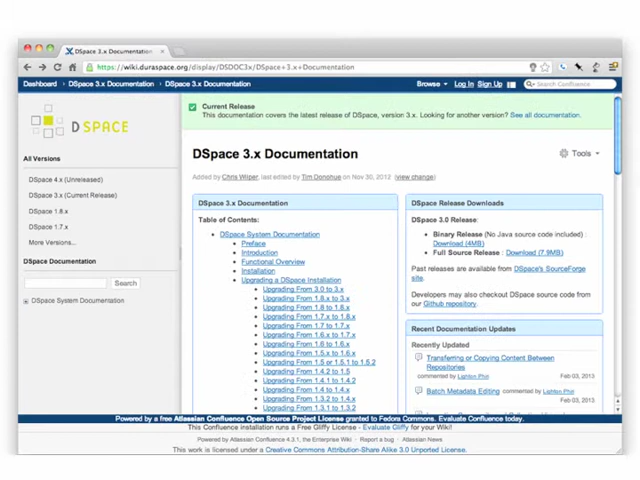 DSpace 3.x Documentation
https://wiki.duraspace.org/display/DSDOC3x/DSpace+3.x+Documentation
Dashboard › DSpace 3.x Documentation › DSpace 3.x Documentation
Browse Log In Sign Up Search Confluence
DSPACE
All Versions
DSpace 4.x (Unreleased)
DSpace 3.x (Current Release)
DSpace 1.8.x
DSpace 1.7.x
More Versions...
DSpace Documentation
Search
DSpace System Documentation
Current Release
This documentation covers the latest release of DSpace, version 3.x. Looking for another version? See all documentation.
DSpace 3.x Documentation
Tools
Added by Chris Wilper, last edited by Tim Donohue on Nov 30, 2012 (view change)
DSpace 3.x Documentation
Table of Contents:
• DSpace System Documentation
• Preface
• Introduction
• Functional Overview
• Installation
• Upgrading a DSpace Installation
• Upgrading From 3.0 to 3.x
• Upgrading From 1.8.x to 3.x
• Upgrading From 1.8 to 1.8.x
• Upgrading From 1.7.x to 1.8.x
• Upgrading From 1.7 to 1.7.x
• Upgrading From 1.6.x to 1.7.x
• Upgrading From 1.6 to 1.6.x
• Upgrading From 1.5.x to 1.6.x
• Upgrading From 1.5 or 1.5.1 to 1.5.2
• Upgrading From 1.4.2 to 1.5
• Upgrading From 1.4.1 to 1.4.2
• Upgrading From 1.4 to 1.4.x
• Upgrading From 1.3.2 to 1.4.x
• Upgrading From 1.3.1 to 1.3.2
DSpace Release Downloads
DSpace 3.0 Release:
• Binary Release (No Java source code included) :
Download (4MB)
• Full Source Release : Download (7.9MB)
Past releases are available from DSpace's SourceForge
site.
Developers may also checkout DSpace source code from
our Github repository.
Recent Documentation Updates
Recently Updated
Transferring or Copying Content Between
Repositories
commented by Lighton Phiri Feb 03, 2013
Batch Metadata Editing commented by Lighton Phiri
Feb 03, 2013
Powered by a free Atlassian Confluence Open Source Project License granted to Fedora Commons. Evaluate Confluence today.
This Confluence installation runs a Free Gliffy License - Evaluate Gliffy for your Wiki!
Powered by Atlassian Confluence 4.3.1, the Enterprise Wiki · Report a bug · Atlassian News
This work is licensed under a Creative Commons Attribution-Share Alike 3.0 Unported License.